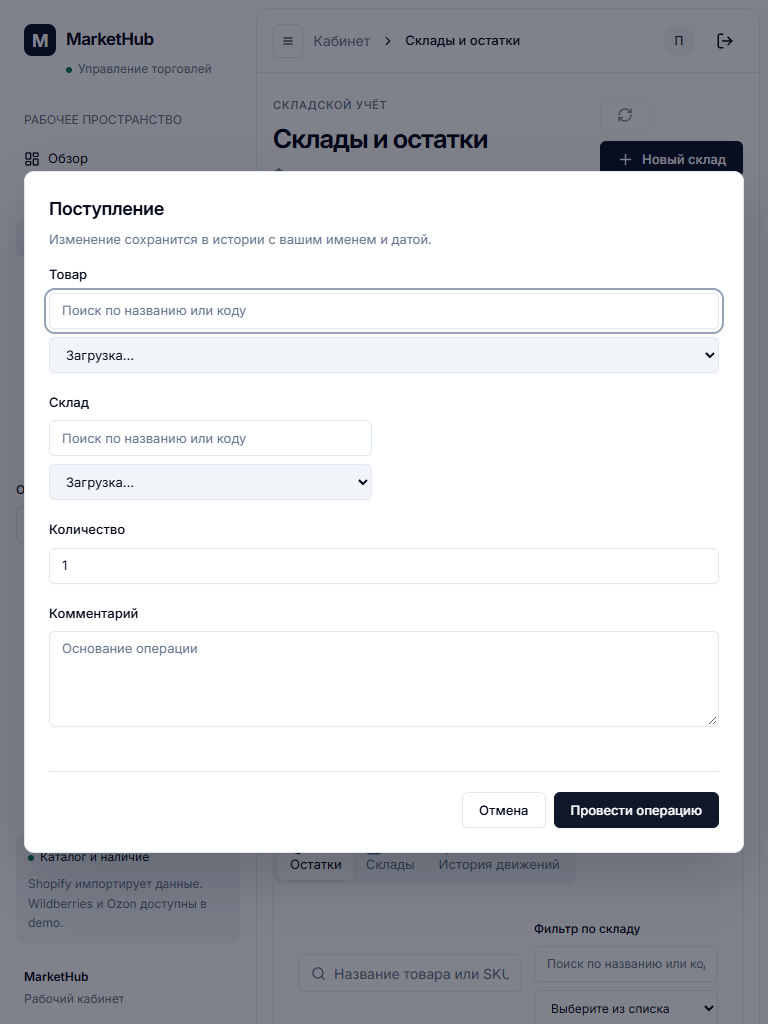 M MarketHub
Управление торговлей
РАБОЧЕЕ ПРОСТРАНСТВО
Обзор
Кабинет > Склады и остатки
П
СКЛАДСКОЙ УЧЁТ
Склады и остатки
+ Новый склад
Поступление
Изменение сохранится в истории с вашим именем и датой.
Товар
Поиск по названию или коду
Загрузка...
Склад
Поиск по названию или коду
Загрузка...
Количество
1
Комментарий
Основание операции
Отмена
Провести операцию
Каталог и наличие
Shopify импортирует данные.
Wildberries и Ozon доступны в
demo.
MarketHub
Рабочий кабинет
Остатки
Склады
История движений
Название товара или SKU
Фильтр по складу
Поиск по названию или ко
Выберите из списка